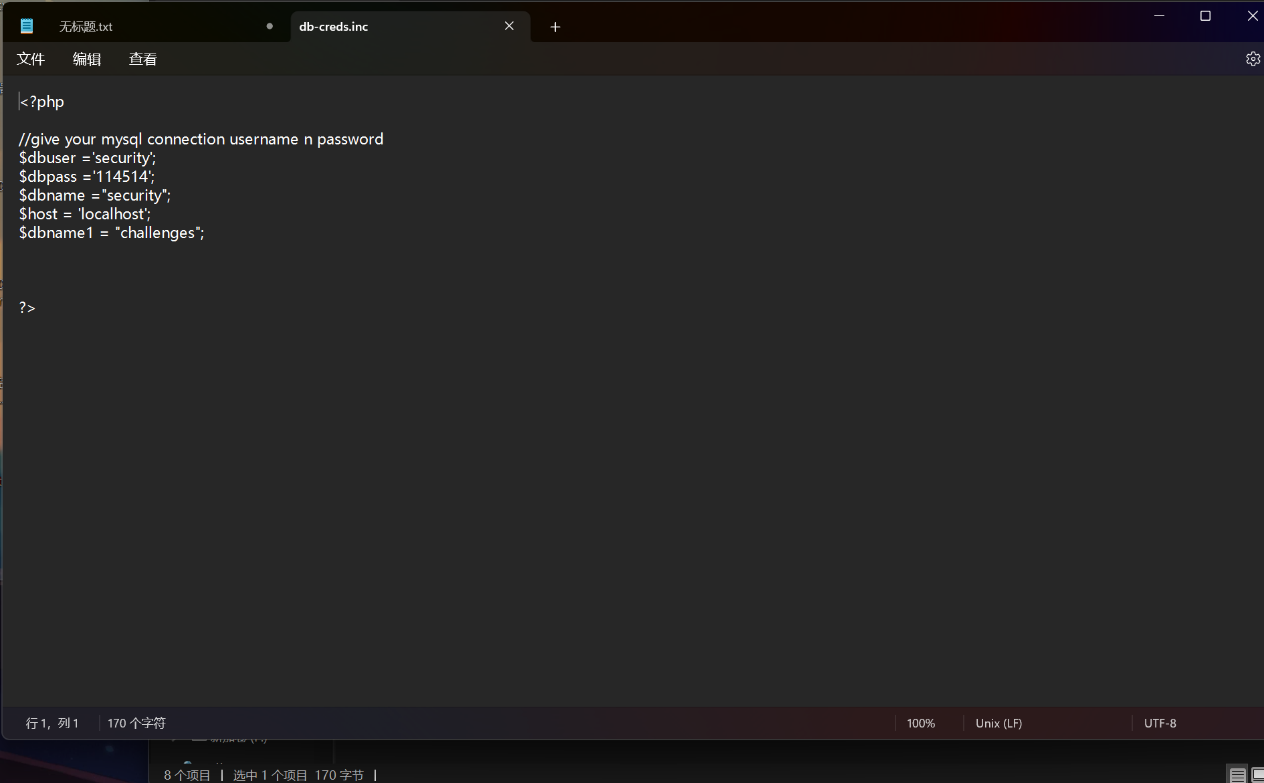 无标题.txt
db-creds.inc
文件 编辑 查看
<?php
//give your mysql connection username n password
$dbuser ='security';
$dbpass ='114514';
$dbname ="security";
$host = 'localhost';
$dbname1 = "challenges";
?>
行 1，列 1 170 个字符 100% Unix (LF) UTF-8
8 个项目 | 选中 1 个项目 170 字节 |